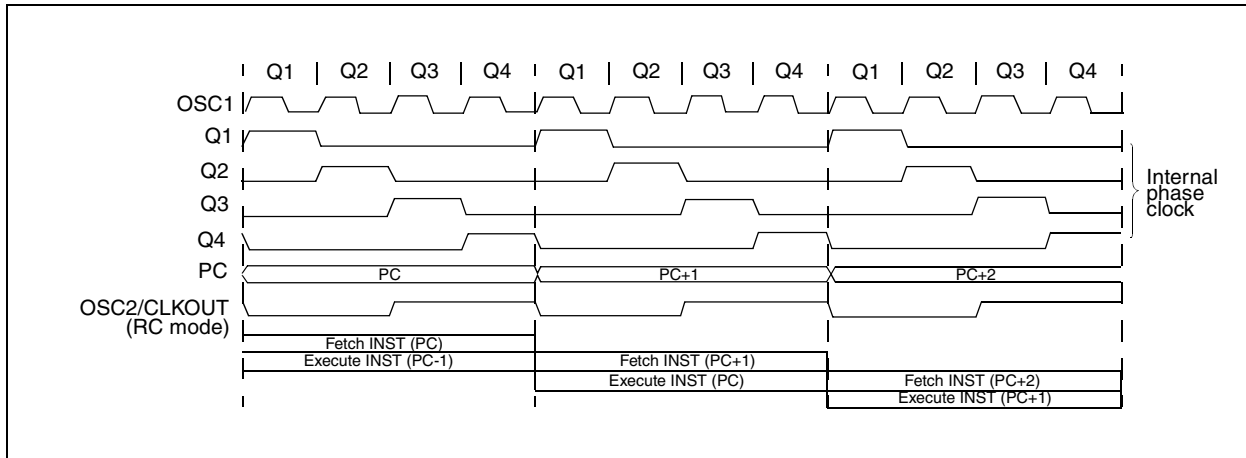 Q1 Q2 Q3 Q4 Q1 Q2 Q3 Q4 Q1 Q2 Q3 Q4
OSC1
Q1
Q2
Q3
Q4
Internal
phase
clock
PC
PC
PC+1
PC+2
OSC2/CLKOUT
(RC mode)
Fetch INST (PC)
Execute INST (PC-1)
Fetch INST (PC+1)
Execute INST (PC)
Fetch INST (PC+2)
Execute INST (PC+1)